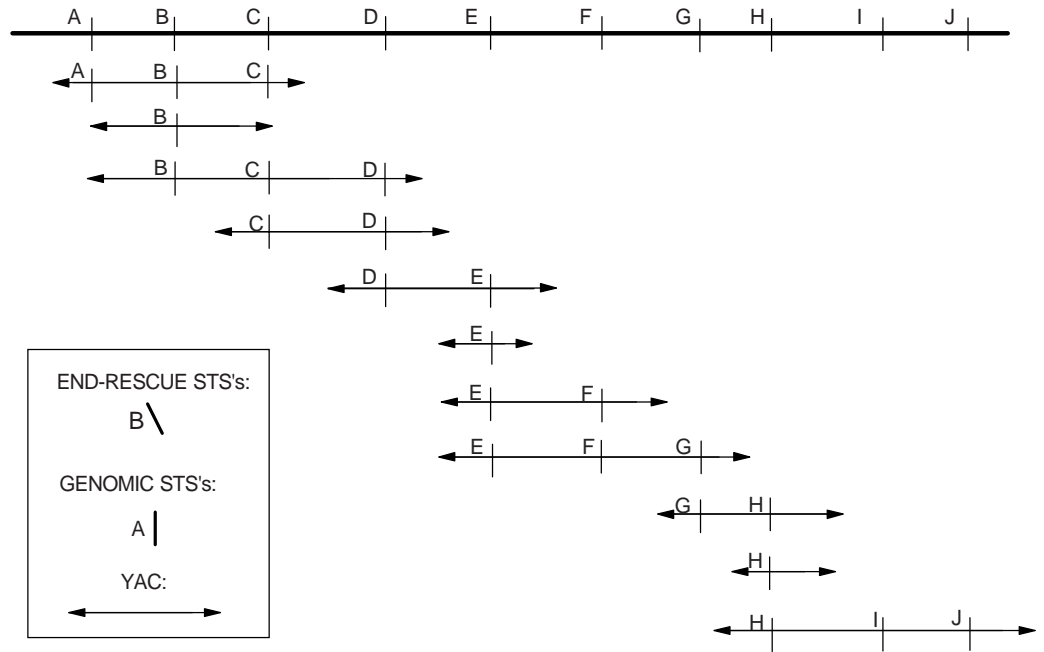 A B C D E F G H I J
A B C
B
B C D
C D
D E
E
E F
E F G
G H
H
H I J
END-RESCUE STS's:
B
GENOMIC STS's:
A
YAC: